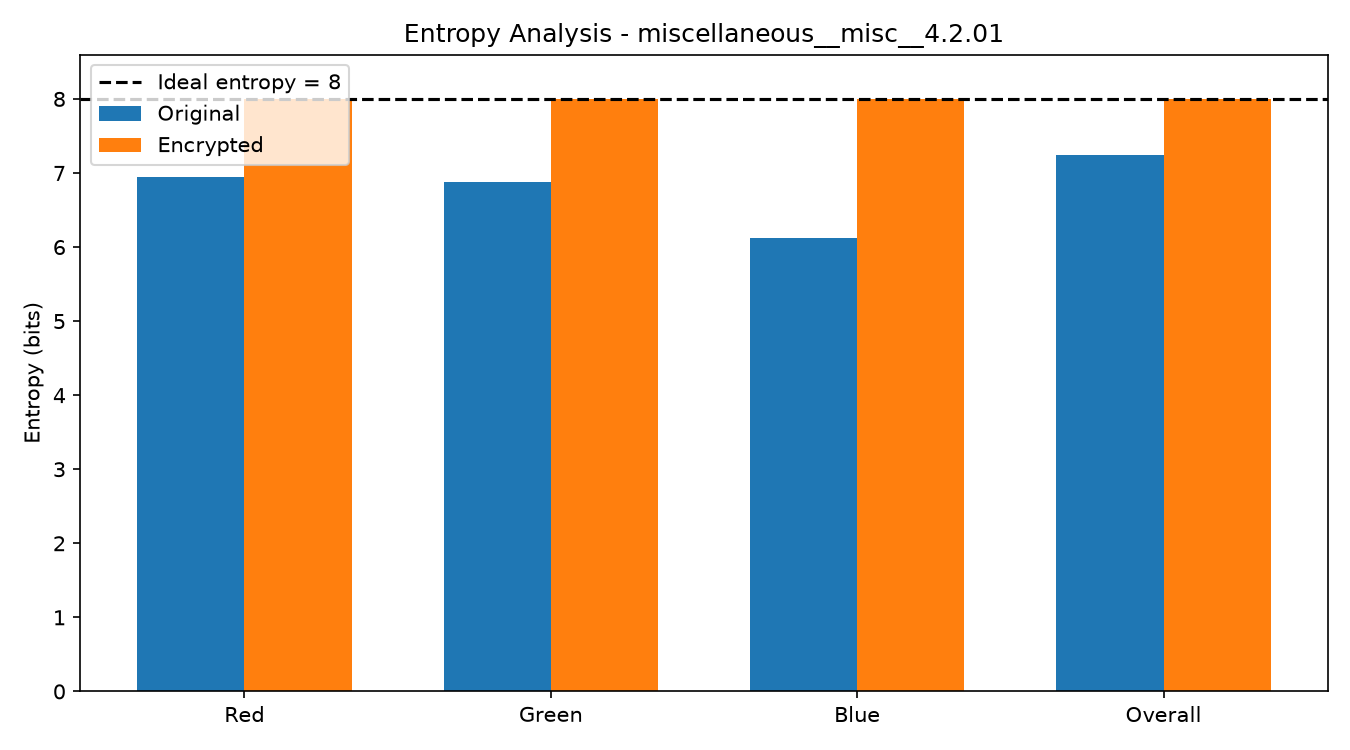 Entropy Analysis - miscellaneous__misc__4.2.01
Ideal entropy = 8
Original
Encrypted
Entropy (bits)
8
7
6
5
4
3
2
1
0
Red Green Blue Overall